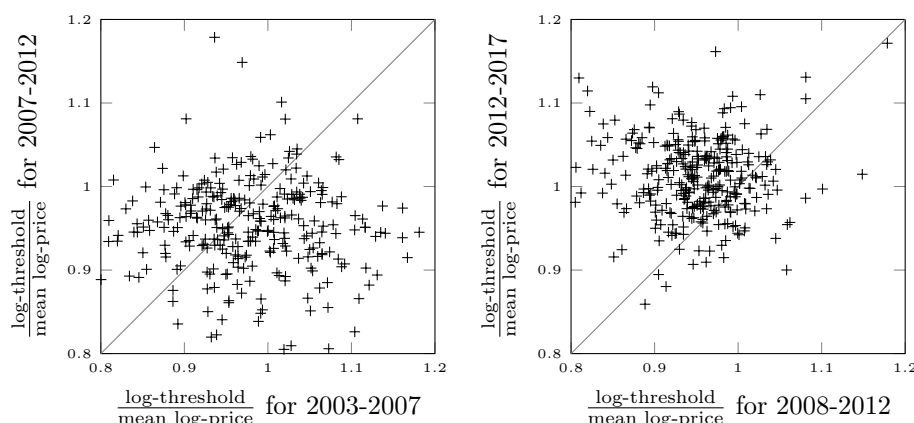 log-threshold
mean log-price for 2007-2012
1.2
1.1
1
0.9
0.8
0.8 0.9 1 1.1 1.2
log-threshold
mean log-price for 2003-2007
log-threshold
mean log-price for 2012-2017
1.2
1.1
1
0.9
0.8
0.8 0.9 1 1.1 1.2
log-threshold
mean log-price for 2008-2012